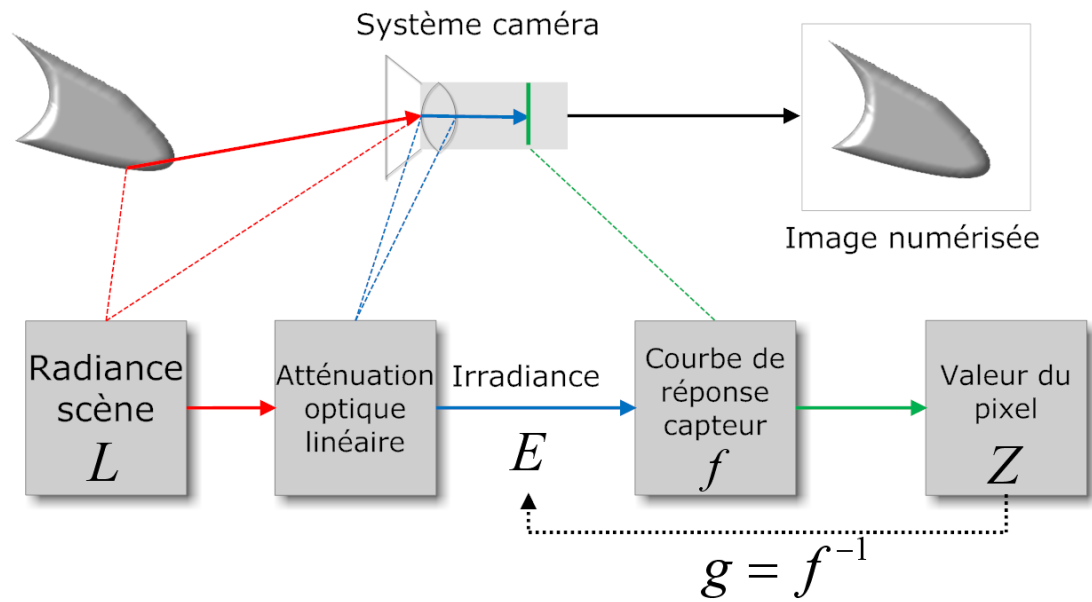 Système caméra
Image numérisée
Radiance
scène
L
Atténuation
optique
linéaire
Irradiance
E
Courbe de
réponse
capteur
f
Valeur du
pixel
Z
g = f⁻¹